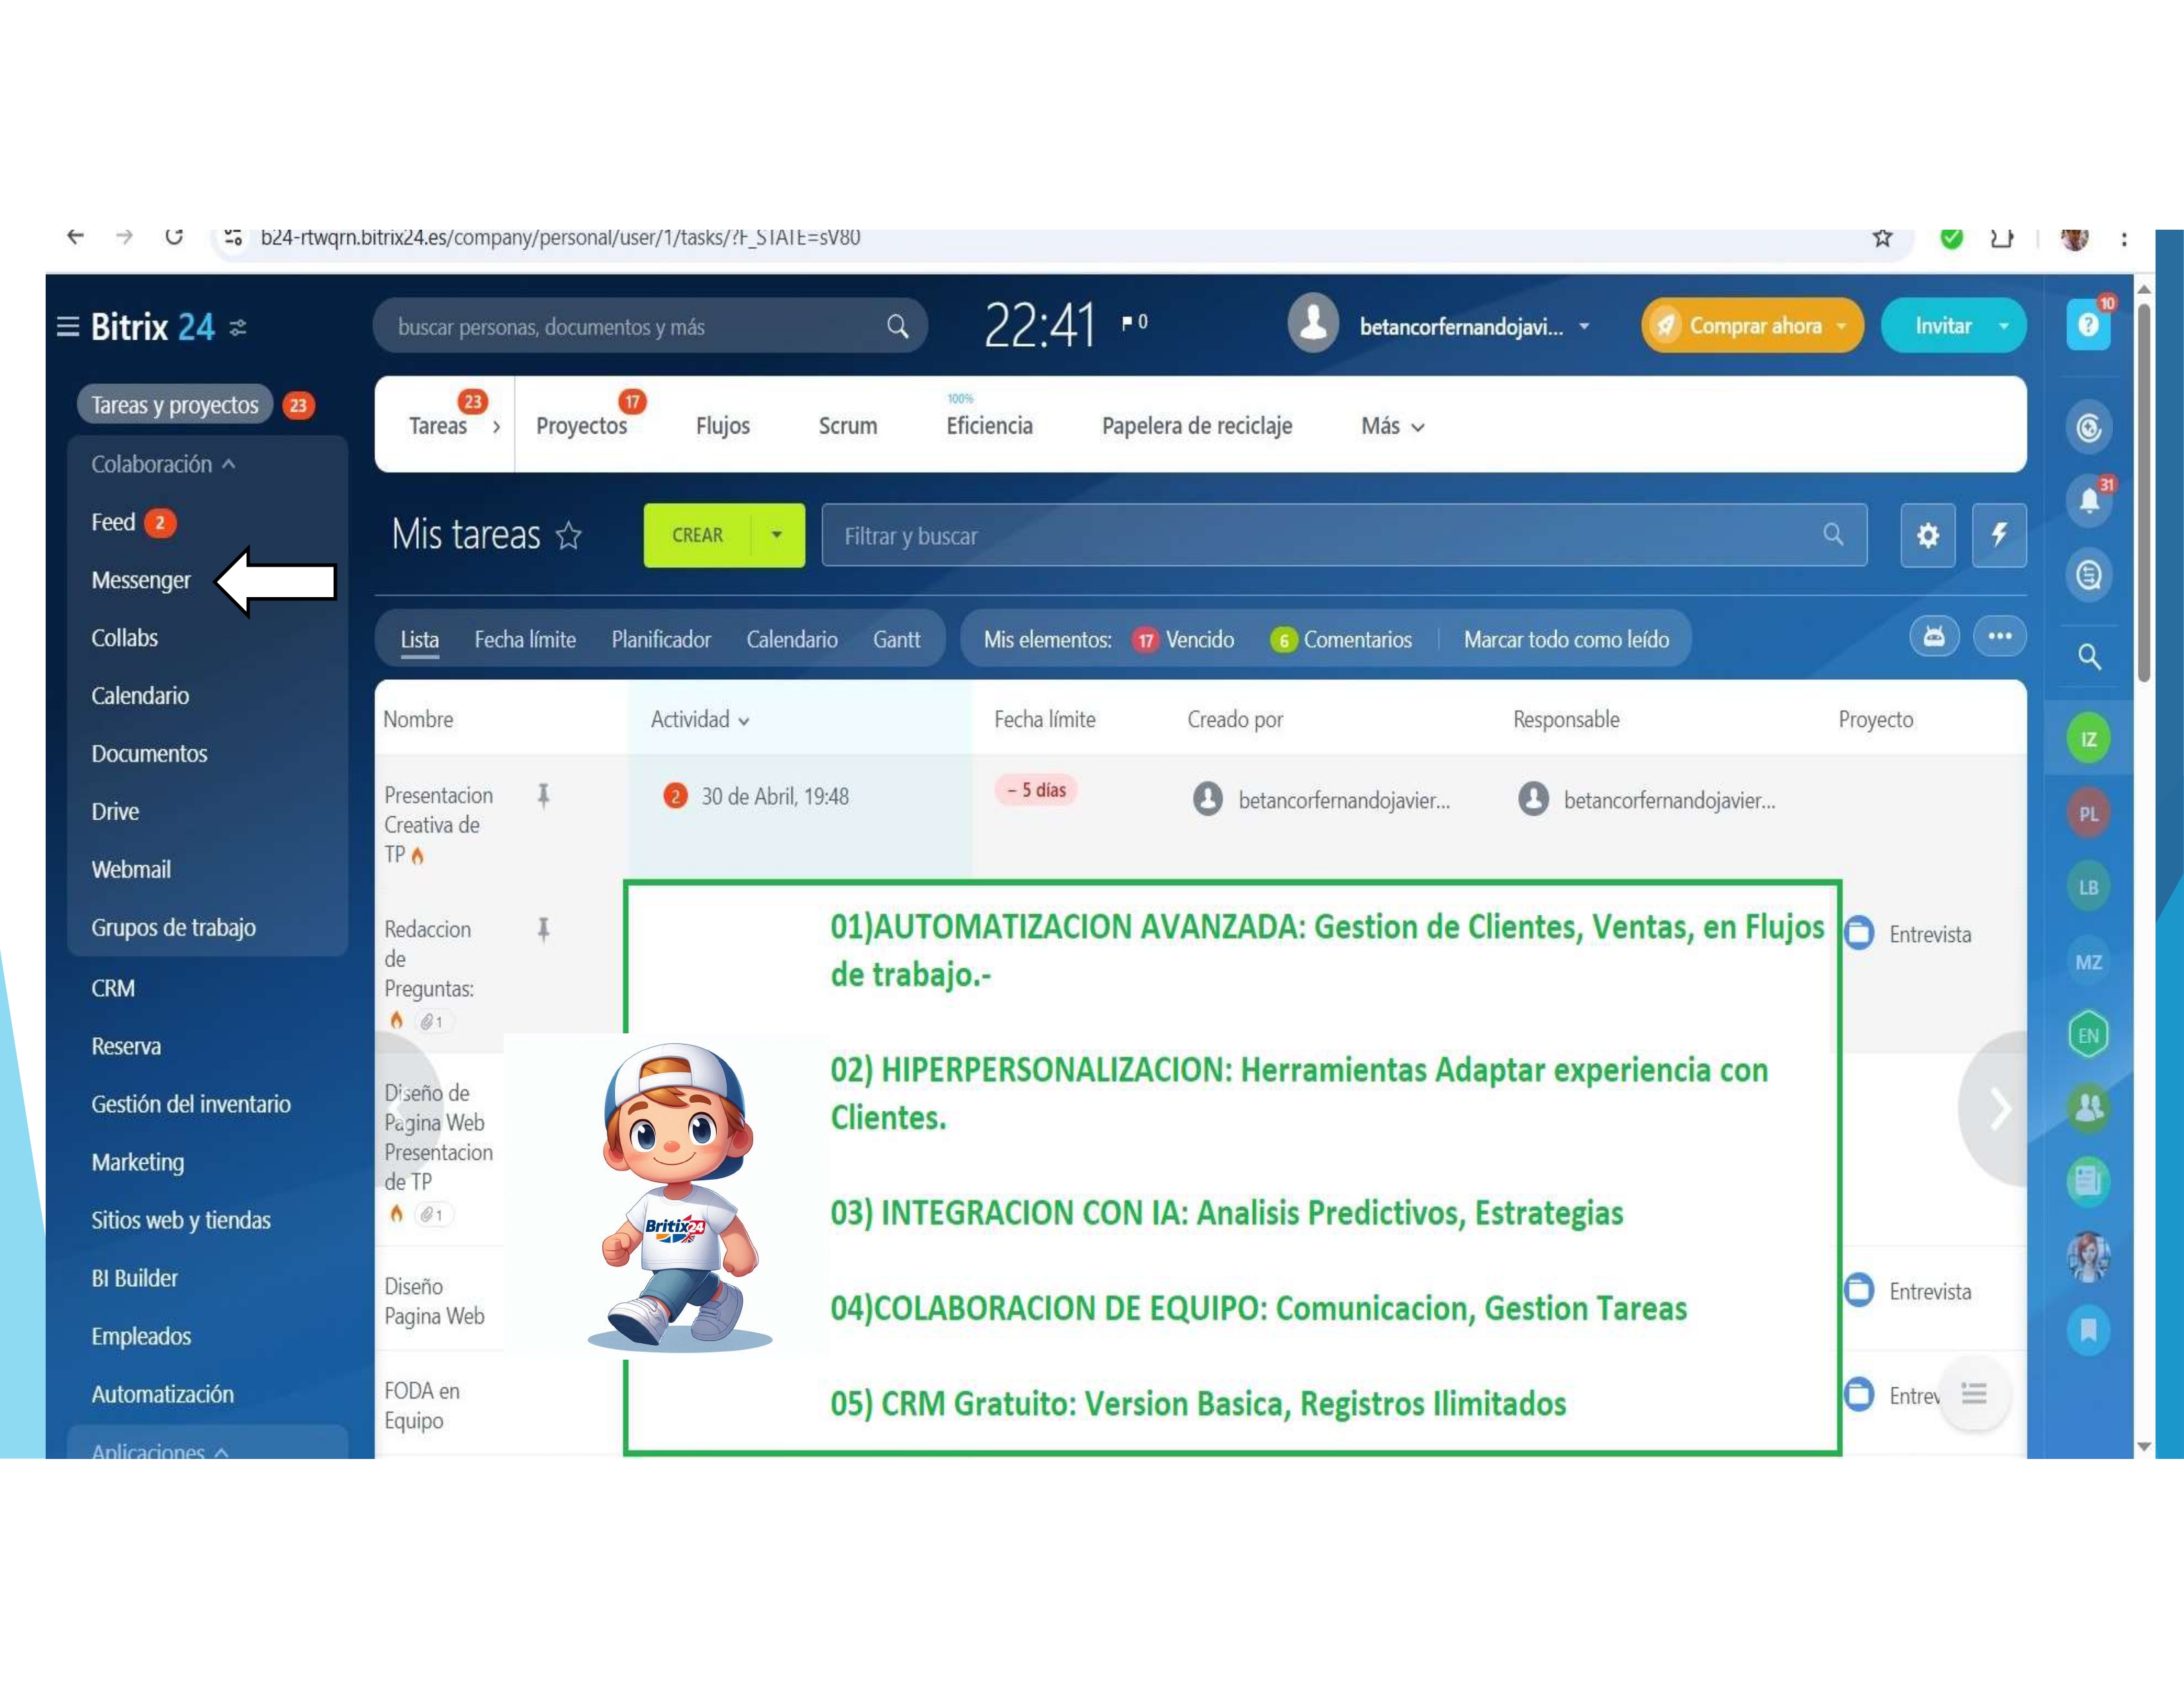 b24-rtwqrn.bitrix24.es/company/personal/user/1/tasks/?F_STATE=sV80
Bitrix 24
buscar personas, documentos y más
22:41
0
betancorfernandojavi...
Comprar ahora
Invitar
10
Tareas y proyectos 23
Tareas 23
Proyectos 17
Flujos
Scrum
100%
Eficiencia
Papelera de reciclaje
Más
Colaboración
Feed 2
Messenger
Collabs
Calendario
Documentos
Drive
Webmail
Grupos de trabajo
CRM
Reserva
Gestión del inventario
Marketing
Sitios web y tiendas
BI Builder
Empleados
Automatización
Aplicaciones
Mis tareas
CREAR
Filtrar y buscar
31
Lista Fecha límite Planificador Calendario Gantt
Mis elementos: 17 Vencido 6 Comentarios Marcar todo como leído
Nombre Actividad Fecha límite Creado por Responsable Proyecto
Presentacion
Creativa de
TP
2 30 de Abril, 19:48
– 5 días
betancorfernandojavier...
betancorfernandojavier...
Redaccion
de
Preguntas:
1
Entrevista
Diseño de
Pagina Web
Presentacion
de TP
1
Diseño
Pagina Web
Entrevista
FODA en
Equipo
Entrev
01)AUTOMATIZACION AVANZADA: Gestion de Clientes, Ventas, en Flujos
de trabajo.-
02) HIPERPERSONALIZACION: Herramientas Adaptar experiencia con
Clientes.
03) INTEGRACION CON IA: Analisis Predictivos, Estrategias
04)COLABORACION DE EQUIPO: Comunicacion, Gestion Tareas
05) CRM Gratuito: Version Basica, Registros Ilimitados
Britix24
IZ
PL
LB
MZ
EN